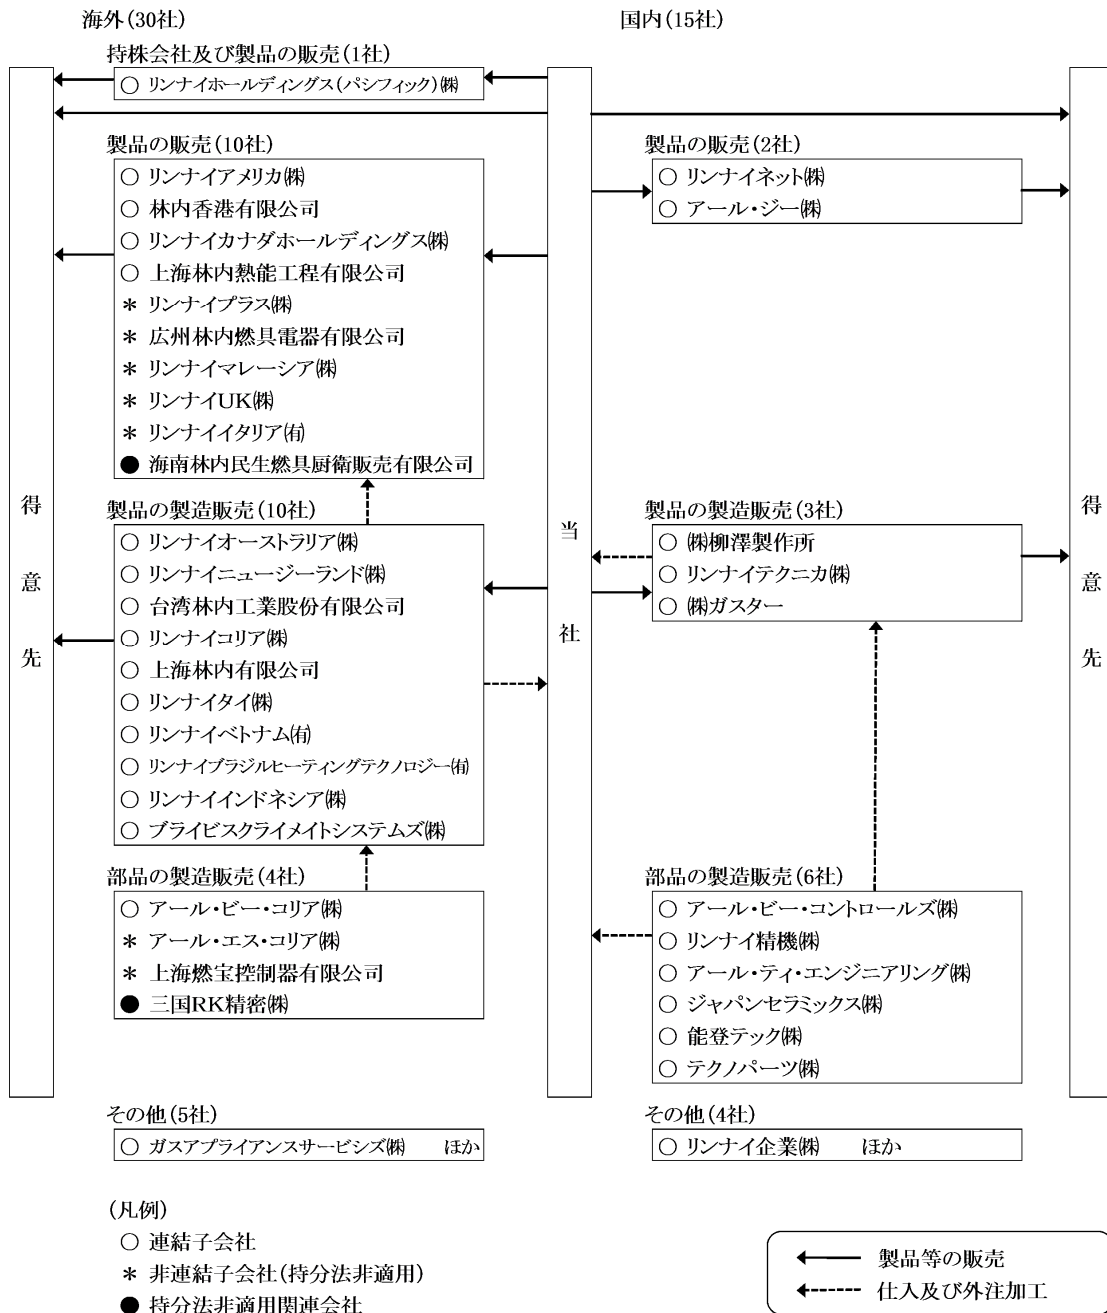 海外(30社)
国内(15社)
持株会社及び製品の販売(1社)
○ リンナイホールディングス(パシフィック)㈱
製品の販売(10社)
○ リンナイアメリカ㈱
○ 林内香港有限公司
○ リンナイカナダホールディングス㈱
○ 上海林内熱能工程有限公司
* リンナイプラス㈱
* 広州林内燃具電器有限公司
* リンナイマレーシア㈱
* リンナイUK㈱
* リンナイイタリア㈲
● 海南林内民生燃具厨衛販売有限公司
製品の製造販売(10社)
○ リンナイオーストラリア㈱
○ リンナイニュージーランド㈱
○ 台湾林内工業股份有限公司
○ リンナイコリア㈱
○ 上海林内有限公司
○ リンナイタイ㈱
○ リンナイベトナム㈲
○ リンナイブラジルヒーティングテクノロジー㈲
○ リンナイインドネシア㈱
○ ブライビスクライメイトシステムズ㈱
部品の製造販売(4社)
○ アール・ビー・コリア㈱
* アール・エス・コリア㈱
* 上海燃宝控制器有限公司
● 三国RK精密㈱
その他(5社)
○ ガスアプライアンスサービシズ㈱ ほか
得意先
当社
製品の販売(2社)
○ リンナイネット㈱
○ アール・ジー㈱
製品の製造販売(3社)
○ ㈱柳澤製作所
○ リンナイテクニカ㈱
○ ㈱ガスター
部品の製造販売(6社)
○ アール・ビー・コントロールズ㈱
○ リンナイ精機㈱
○ アール・ティ・エンジニアリング㈱
○ ジャパンセラミックス㈱
○ 能登テック㈱
○ テクノパーツ㈱
その他(4社)
○ リンナイ企業㈱ ほか
得意先
(凡例)
○ 連結子会社
* 非連結子会社(持分法非適用)
● 持分法非適用関連会社
製品等の販売
仕入及び外注加工